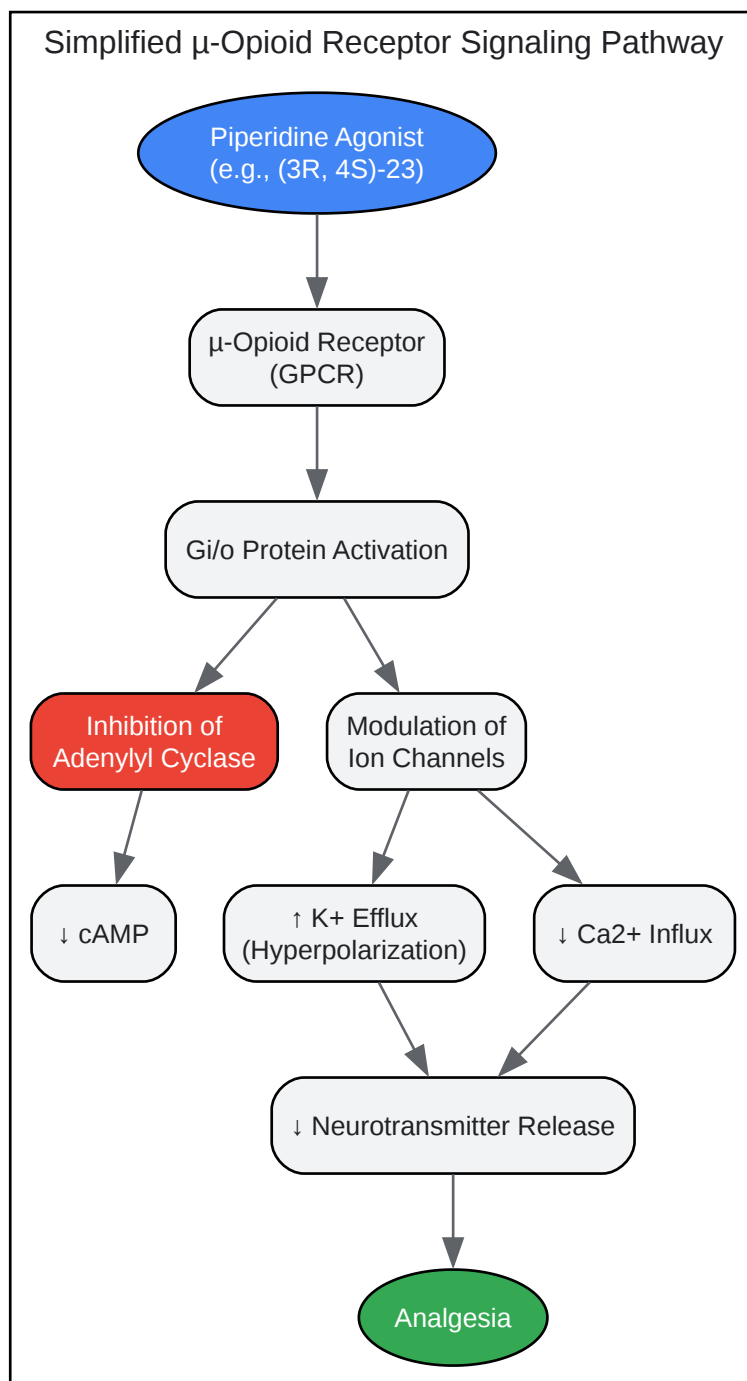 Simplified µ-Opioid Receptor Signaling Pathway
Piperidine Agonist
(e.g., (3R, 4S)-23)
µ-Opioid Receptor
(GPCR)
Gi/o Protein Activation
Inhibition of
Adenylyl Cyclase
Modulation of
Ion Channels
↓ cAMP
↑ K+ Efflux
(Hyperpolarization)
↓ Ca2+ Influx
↓ Neurotransmitter Release
Analgesia